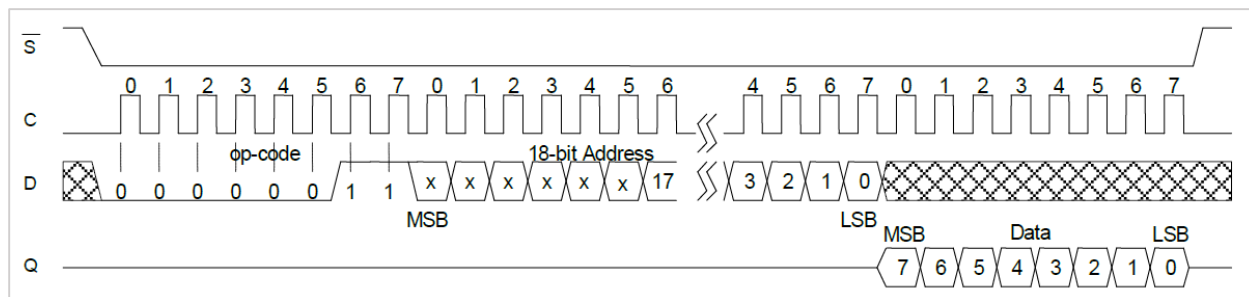 S
0 1 2 3 4 5 6 7 0 1 2 3 4 5 6 4 5 6 7 0 1 2 3 4 5 6 7
C
op-code 18-bit Address
D 0 0 0 0 0 0 1 1 x x x x x x 17 3 2 1 0
MSB LSB MSB Data LSB
Q 7 6 5 4 3 2 1 0